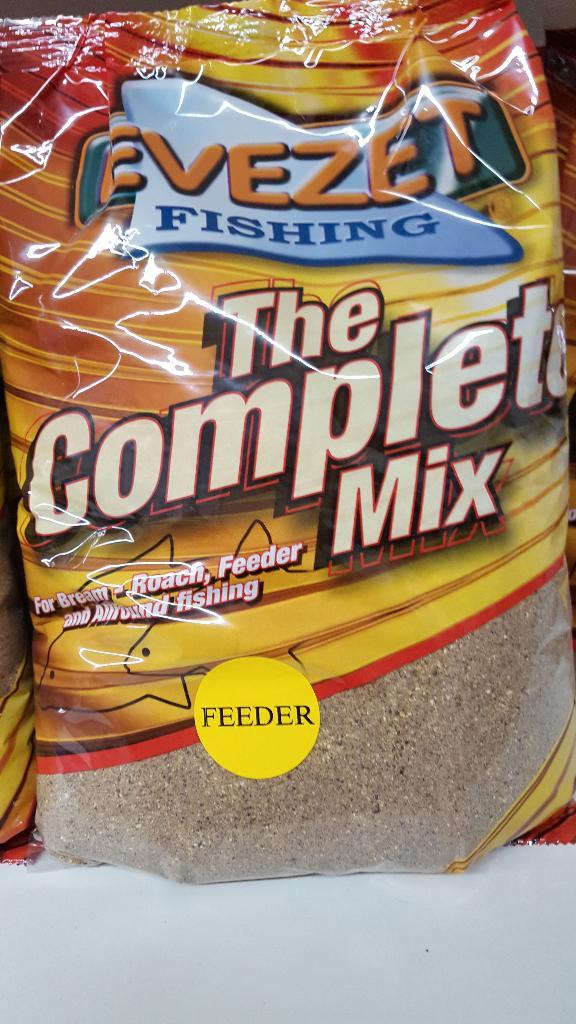 EVEZET
FISHING
The
Complete
Mix
For Bream - Roach, Feeder
and Allround fishing
FEEDER